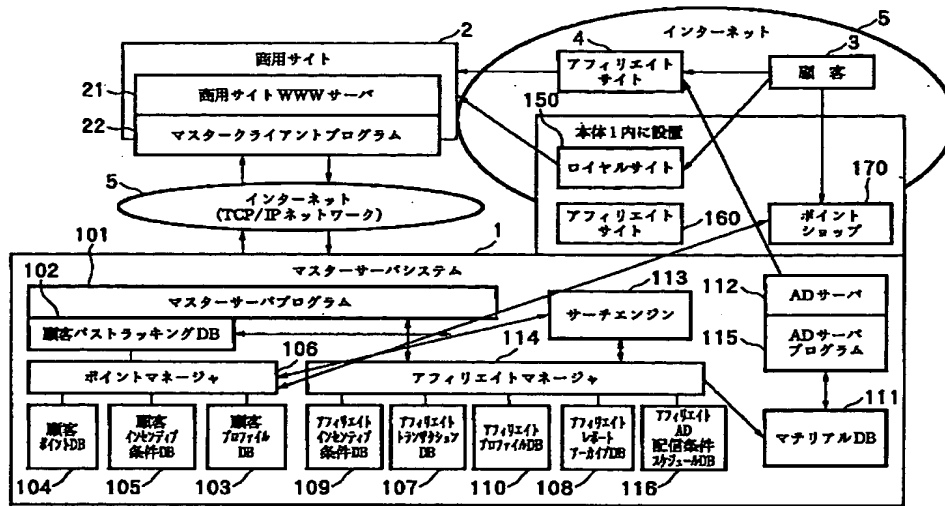 5
インターネット
2
商用サイト
21
商用サイトWWWサーバ
22
マスタークライアントプログラム
4
アフィリエイト
サイト
3
顧客
本体1内に設置
150
ロイヤルサイト
アフィリエイト
サイト
160
170
ポイント
ショップ
5
インターネット
(TCP/IPネットワーク)
1
マスターサーバシステム
101
マスターサーバプログラム
102
顧客パストラッキングDB
113
サーチエンジン
112
ADサーバ
115
ADサーバ
プログラム
106
ポイントマネージャ
114
アフィリエイトマネージャ
111
マテリアルDB
顧客
ポイントDB
104
顧客
インセンティブ
条件DB
105
顧客
プロファイル
DB
103
アフィリエイト
インセンティブ
条件DB
109
アフィリエイト
トランザクションDB
107
アフィリエイト
プロファイルDB
110
アフィリエイト
レポート
アーカイブDB
108
アフィリエイト
AD
配信条件
スケジュールDB
116